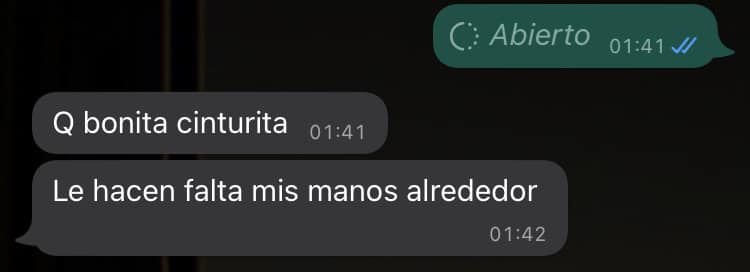 Abierto 01:41
Q bonita cinturita 01:41
Le hacen falta mis manos alrededor
01:42